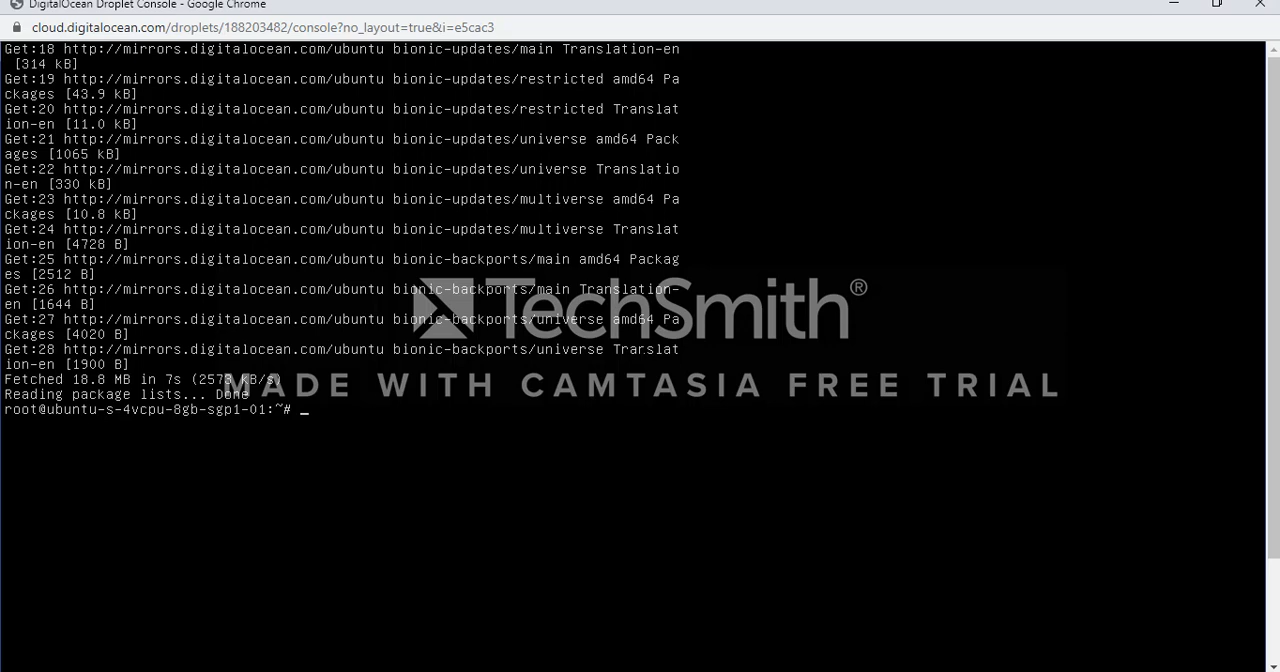 DigitalOcean Droplet Console - Google Chrome
cloud.digitalocean.com/droplets/188203482/console?no_layout=true&i=e5cac3
Get:18 http://mirrors.digitalocean.com/ubuntu bionic-updates/main Translation-en
[314 kB]
Get:19 http://mirrors.digitalocean.com/ubuntu bionic-updates/restricted amd64 Pa
ckages [43.9 kB]
Get:20 http://mirrors.digitalocean.com/ubuntu bionic-updates/restricted Translat
ion-en [11.0 kB]
Get:21 http://mirrors.digitalocean.com/ubuntu bionic-updates/universe amd64 Pack
ages [1065 kB]
Get:22 http://mirrors.digitalocean.com/ubuntu bionic-updates/universe Translatio
n-en [330 kB]
Get:23 http://mirrors.digitalocean.com/ubuntu bionic-updates/multiverse amd64 Pa
ckages [10.8 kB]
Get:24 http://mirrors.digitalocean.com/ubuntu bionic-updates/multiverse Translat
ion-en [4728 B]
Get:25 http://mirrors.digitalocean.com/ubuntu bionic-backports/main amd64 Packag
es [2512 B]
Get:26 http://mirrors.digitalocean.com/ubuntu bionic-backports/main Translation-
en [1644 B]
Get:27 http://mirrors.digitalocean.com/ubuntu bionic-backports/universe amd64 Pa
ckages [4020 B]
Get:28 http://mirrors.digitalocean.com/ubuntu bionic-backports/universe Translat
ion-en [1900 B]
Fetched 18.8 MB in 7s (2573 kB/s)
Reading package lists... Done
root@ubuntu-s-4vcpu-8gb-sgp1-01:~# _
TechSmith®
MADE WITH CAMTASIA FREE TRIAL